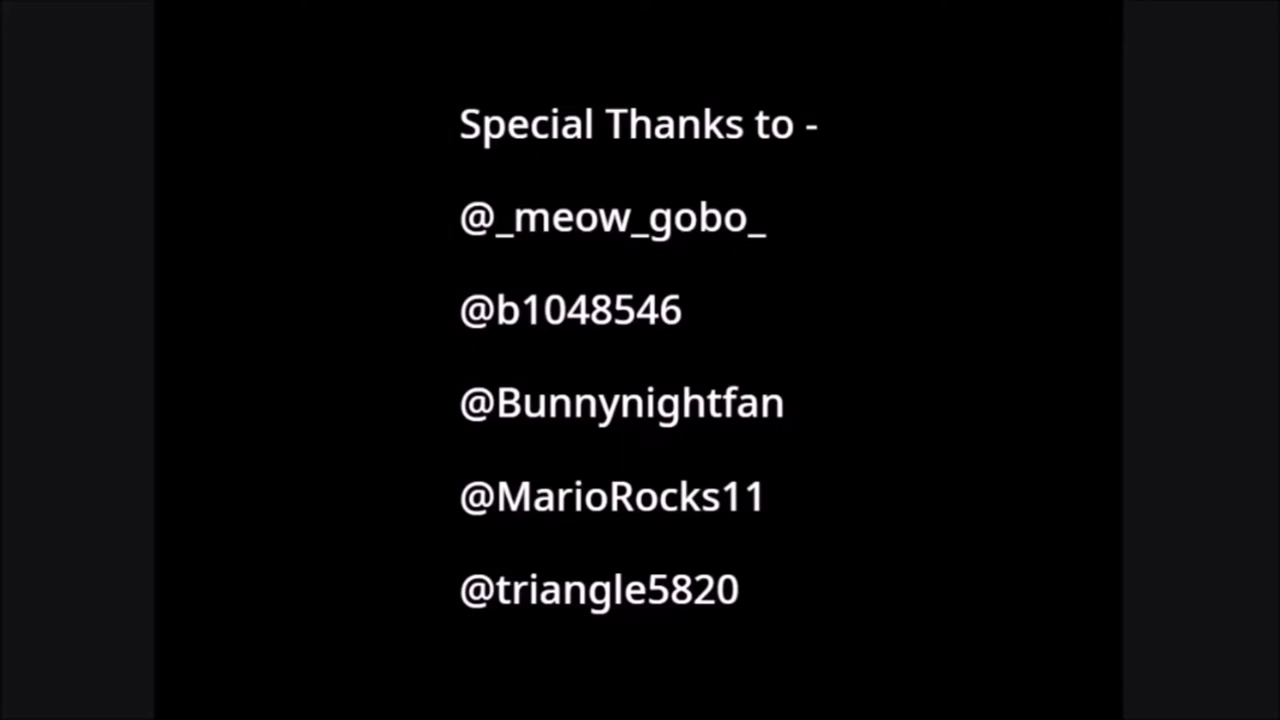 Special Thanks to -
@_meow_gobo_
@b1048546
@Bunnynightfan
@MarioRocks11
@triangle5820